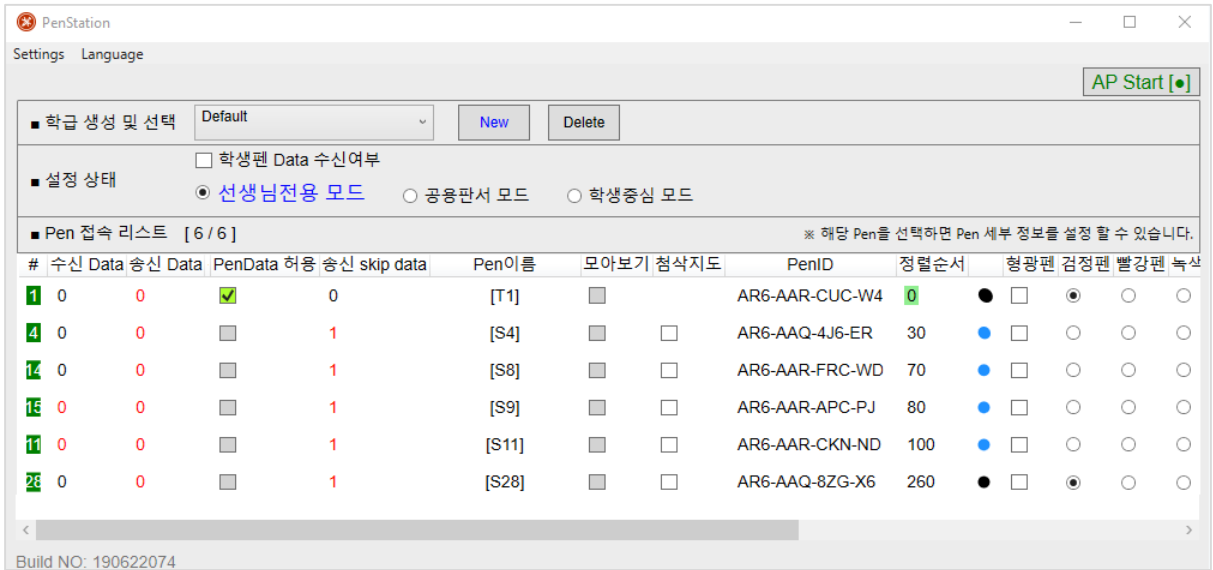 PenStation
Settings Language
AP Start [●]
■ 학급 생성 및 선택 Default New Delete
학생펜 Data 수신여부
■ 설정 상태
선생님전용 모드 공용판서 모드 학생중심 모드
■ Pen 접속 리스트 [ 6 / 6 ] ※ 해당 Pen을 선택하면 Pen 세부 정보를 설정 할 수 있습니다.
# 수신 Data 송신 Data PenData 허용 송신 skip data Pen이름 모아보기 첨삭지도 PenID 정렬순서 형광펜 검정펜 빨강펜 녹색
1 0 0 0 [T1] AR6-AAR-CUC-W4 0
4 0 0 1 [S4] AR6-AAQ-4J6-ER 30
14 0 0 1 [S8] AR6-AAR-FRC-WD 70
15 0 0 1 [S9] AR6-AAR-APC-PJ 80
11 0 0 1 [S11] AR6-AAR-CKN-ND 100
28 0 0 1 [S28] AR6-AAQ-8ZG-X6 260
Build NO: 190622074